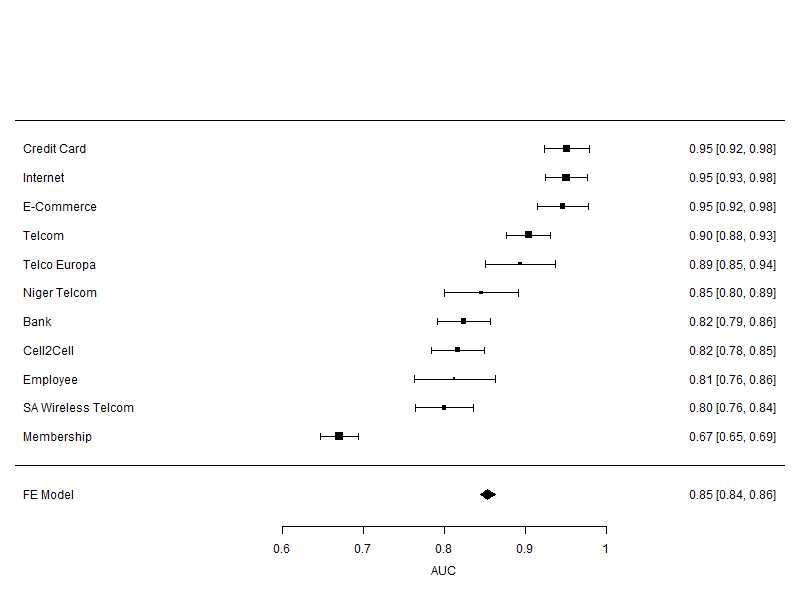 Credit Card 0.95 [0.92, 0.98]
Internet 0.95 [0.93, 0.98]
E-Commerce 0.95 [0.92, 0.98]
Telcom 0.90 [0.88, 0.93]
Telco Europa 0.89 [0.85, 0.94]
Niger Telcom 0.85 [0.80, 0.89]
Bank 0.82 [0.79, 0.86]
Cell2Cell 0.82 [0.78, 0.85]
Employee 0.81 [0.76, 0.86]
SA Wireless Telcom 0.80 [0.76, 0.84]
Membership 0.67 [0.65, 0.69]
FE Model 0.85 [0.84, 0.86]
0.6 0.7 0.8 0.9 1
AUC